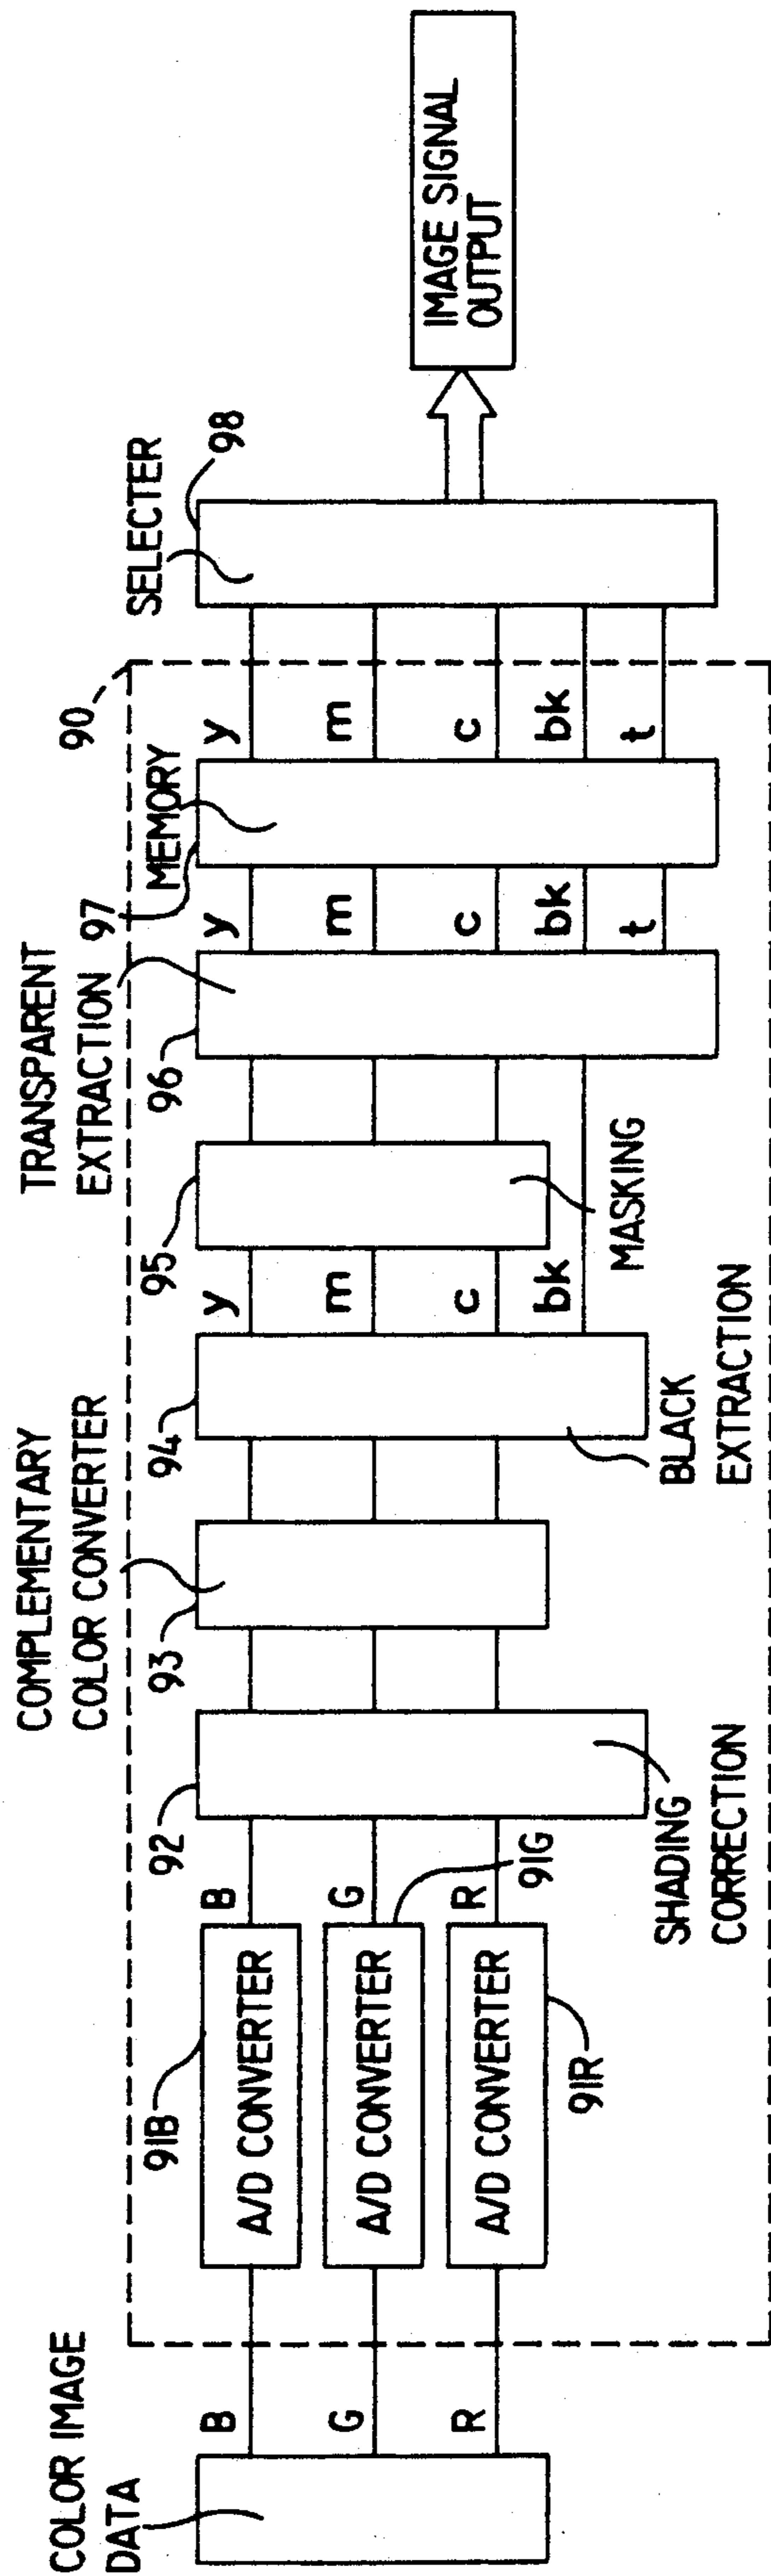 COLOR IMAGE
DATA
B
G
R
91B
A/D CONVERTER
A/D CONVERTER
A/D CONVERTER
91G
91R
B
G
R
92
SHADING
CORRECTION
COMPLEMENTARY
COLOR CONVERTER
93
94
BLACK
EXTRACTION
y
m
c
bk
95
MASKING
TRANSPARENT
EXTRACTION
96
y
m
c
bk
t
97
MEMORY
90
y
m
c
bk
t
SELECTER
98
IMAGE SIGNAL
OUTPUT